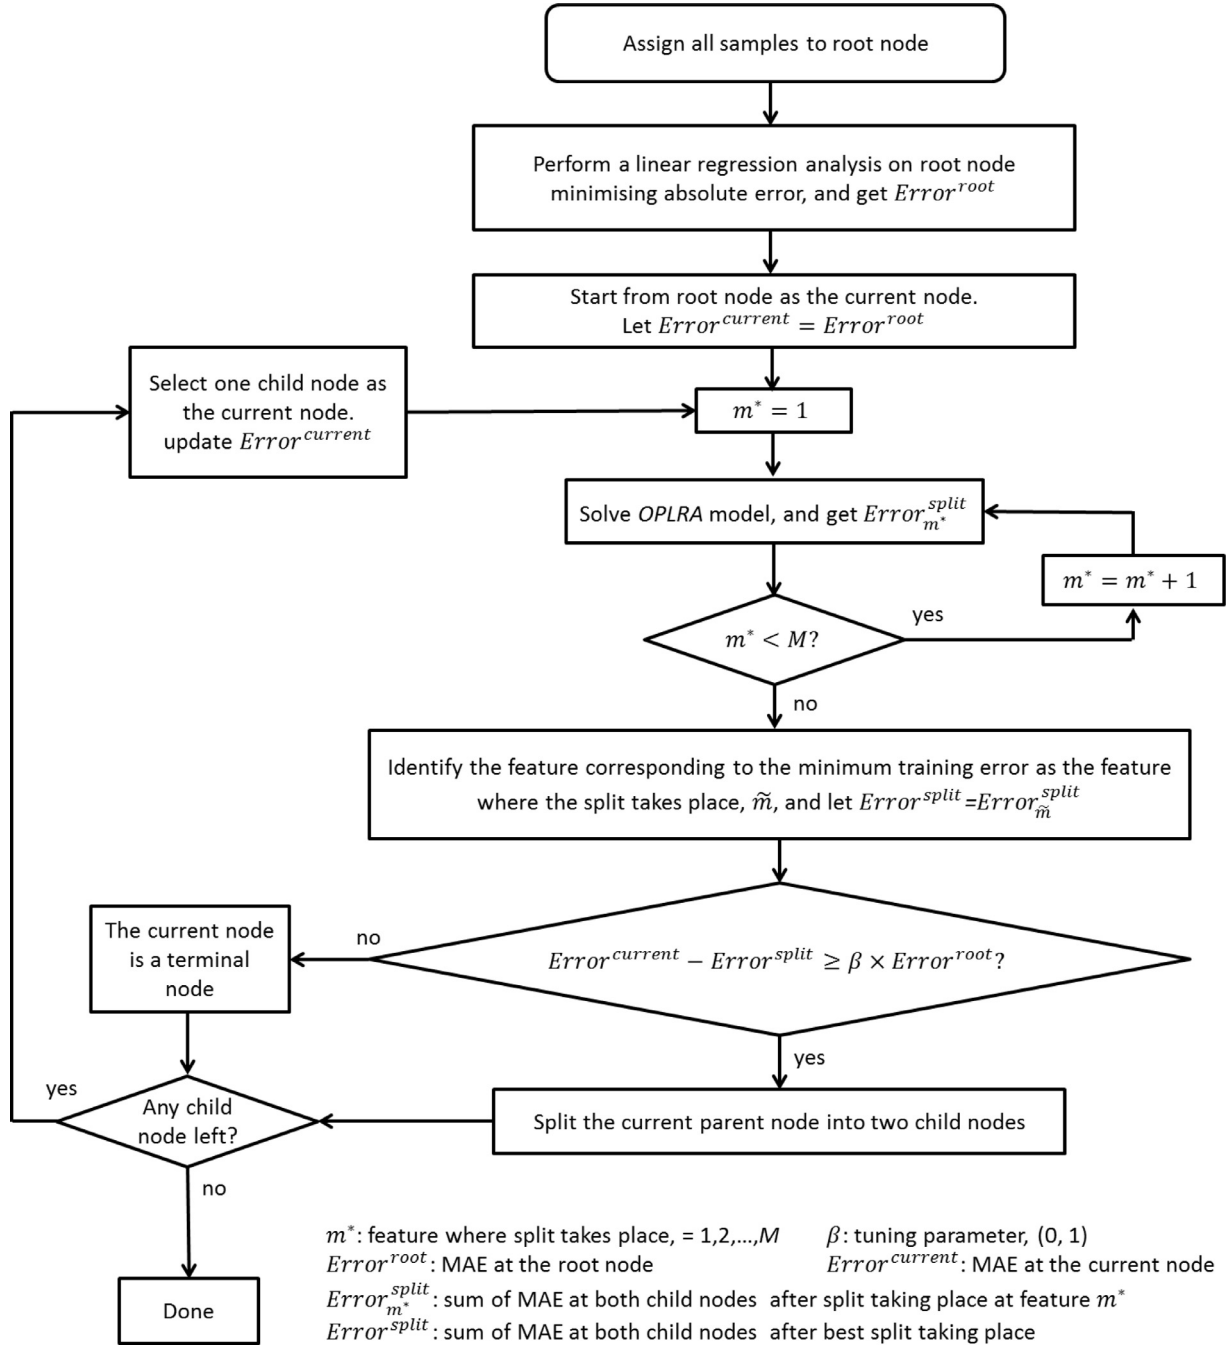 Assign all samples to root node
Perform a linear regression analysis on root node
minimising absolute error, and get Error^root
Start from root node as the current node.
Let Error^current = Error^root
Select one child node as
the current node.
update Error^current
m* = 1
Solve OPLRA model, and get Error_m*^split
m* = m* + 1
m* < M?
yes
no
Identify the feature corresponding to the minimum training error as the feature
where the split takes place, m̃, and let Error^split=Error_m̃^split
Error^current − Error^split ≥ β × Error^root?
no
yes
The current node
is a terminal
node
Split the current parent node into two child nodes
Any child
node left?
yes
no
Done
m*: feature where split takes place, = 1,2,...,M
β: tuning parameter, (0, 1)
Error^root: MAE at the root node
Error^current: MAE at the current node
Error_m*^split: sum of MAE at both child nodes after split taking place at feature m*
Error^split: sum of MAE at both child nodes after best split taking place